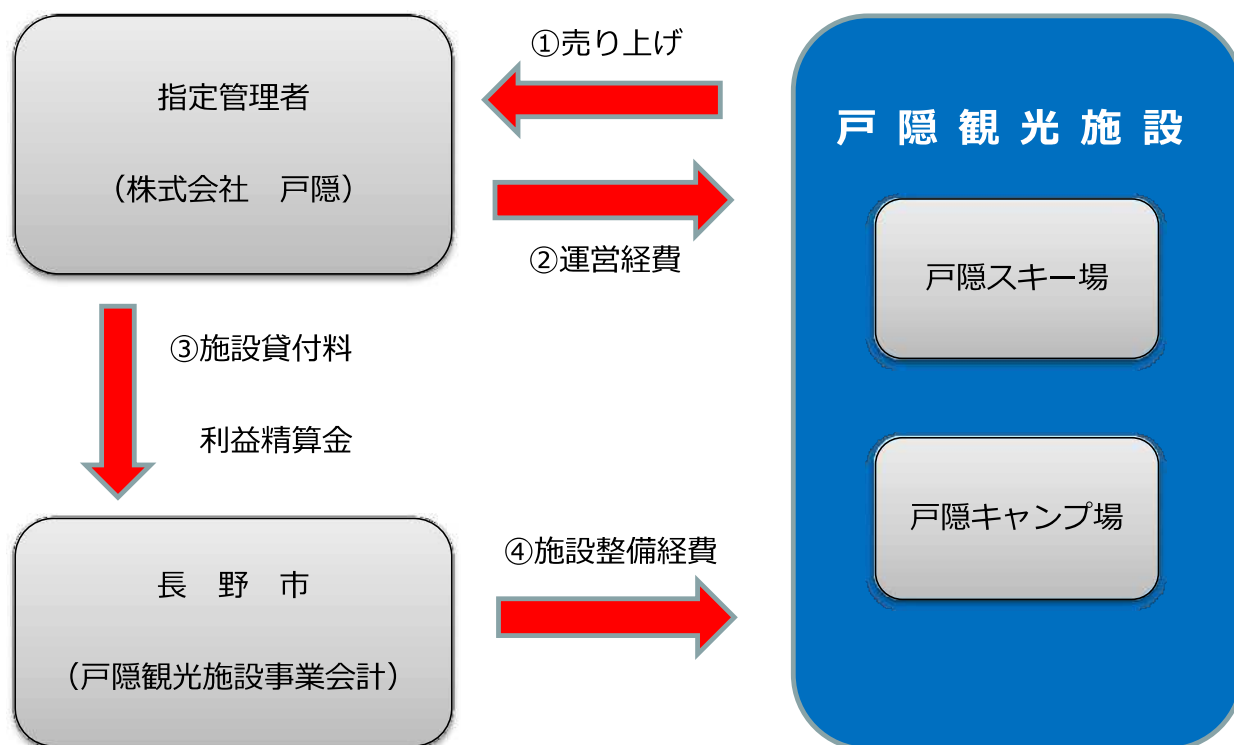 指定管理者
（株式会社　戸隠）
①売り上げ
②運営経費
戸隠観光施設
戸隠スキー場
戸隠キャンプ場
③施設貸付料
利益精算金
長　野　市
（戸隠観光施設事業会計）
④施設整備経費